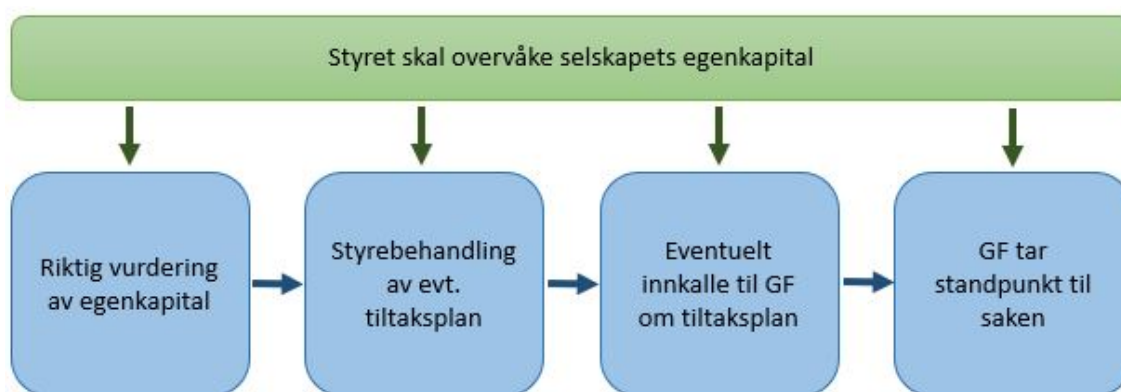 Styret skal overvåke selskapets egenkapital
Riktig vurdering
av egenkapital
Styrebehandling
av evt.
tiltaksplan
Eventuelt
innkalle til GF
om tiltaksplan
GF tar
standpunkt til
saken